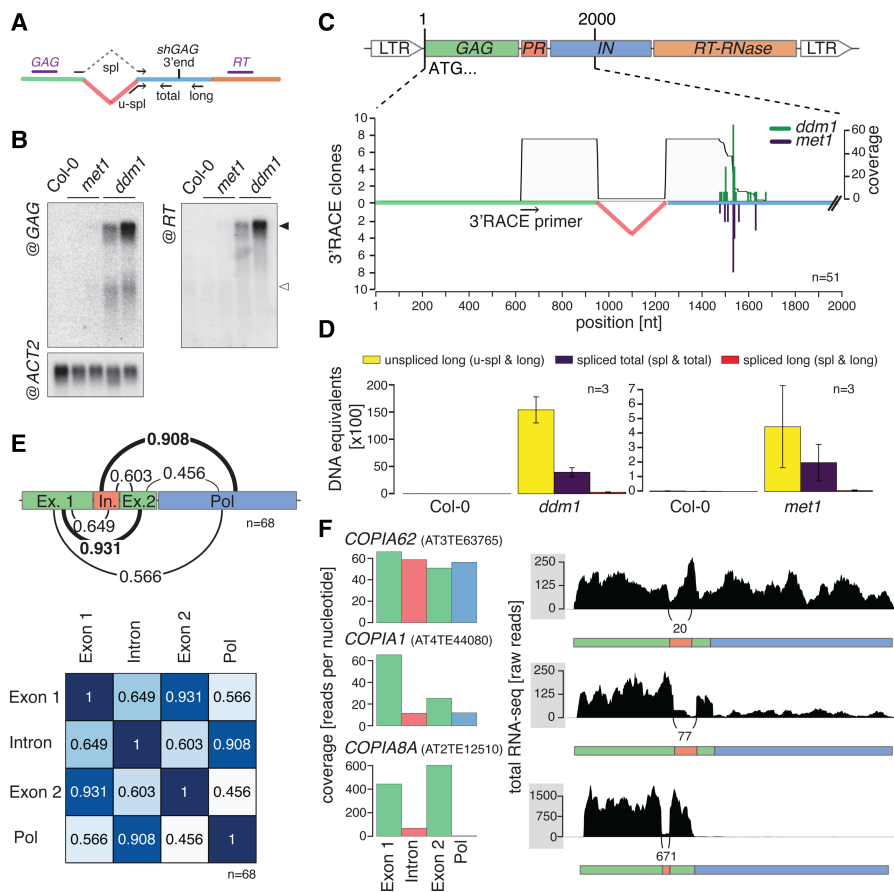 A
GAG
spl
shGAG
3'end
RT
u-spl
total
long
B
Col-0
met1
ddm1
Col-0
met1
ddm1
@GAG
@RT
@ACT2
C
1
2000
LTR
GAG
PR
IN
RT-RNase
LTR
ATG...
3'RACE clones
10
8
6
4
2
0
2
4
6
8
10
ddm1
met1
60
40
20
0
coverage
3'RACE primer
n=51
1
200
400
600
800
1000
1200
1400
1600
1800
2000
position [nt]
D
unspliced long (u-spl & long)
spliced total (spl & total)
spliced long (spl & long)
DNA equivalents
[x100]
200
150
100
50
0
n=3
Col-0
ddm1
7
6
5
4
3
2
1
0
n=3
Col-0
met1
E
0.908
0.603
0.456
Ex. 1
In.
Ex.2
Pol
0.649
n=68
0.931
0.566
Exon 1
Intron
Exon 2
Pol
Exon 1
1
0.649
0.931
0.566
Intron
0.649
1
0.603
0.908
Exon 2
0.931
0.603
1
0.456
Pol
0.566
0.908
0.456
1
n=68
F
coverage [reads per nucleotide]
COPIA62 (AT3TE63765)
60
40
20
0
COPIA1 (AT4TE44080)
60
40
20
0
COPIA8A (AT2TE12510)
600
400
200
0
Exon 1
Intron
Exon 2
Pol
total RNA-seq [raw reads]
250
125
0
20
250
125
0
77
1500
750
0
671